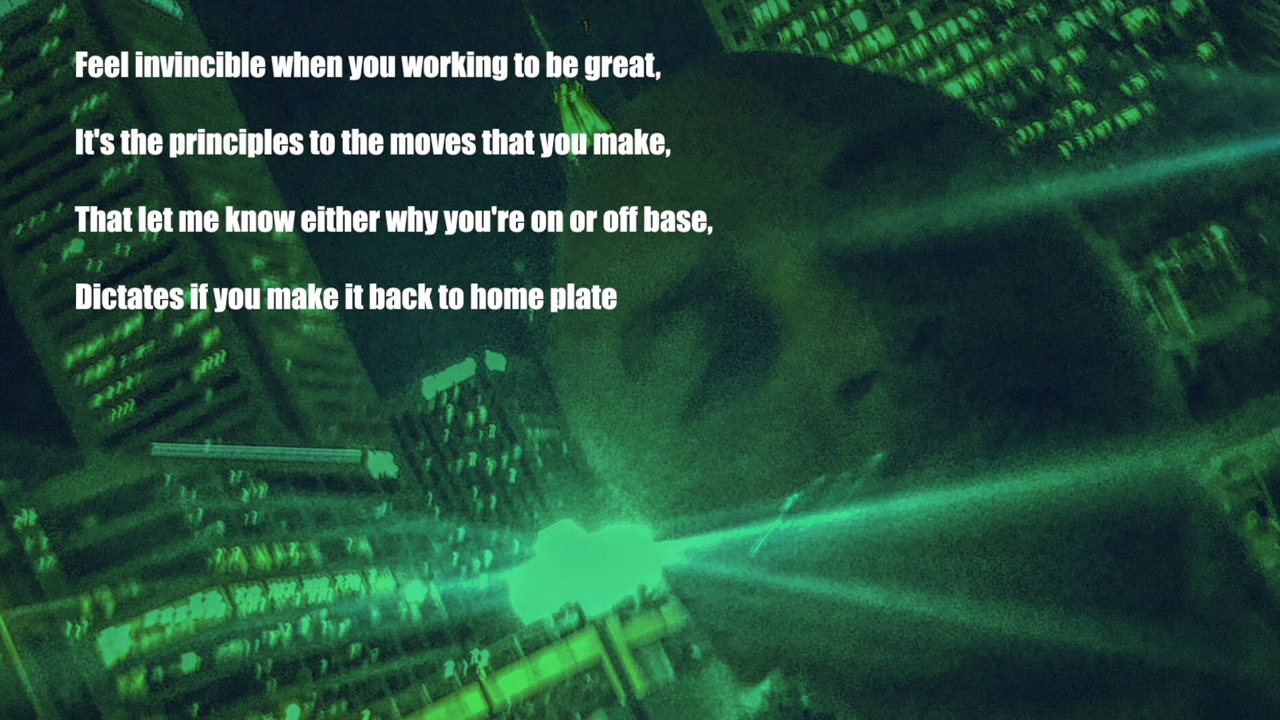 Feel invincible when you working to be great,
It's the principles to the moves that you make,
That let me know either why you're on or off base,
Dictates if you make it back to home plate